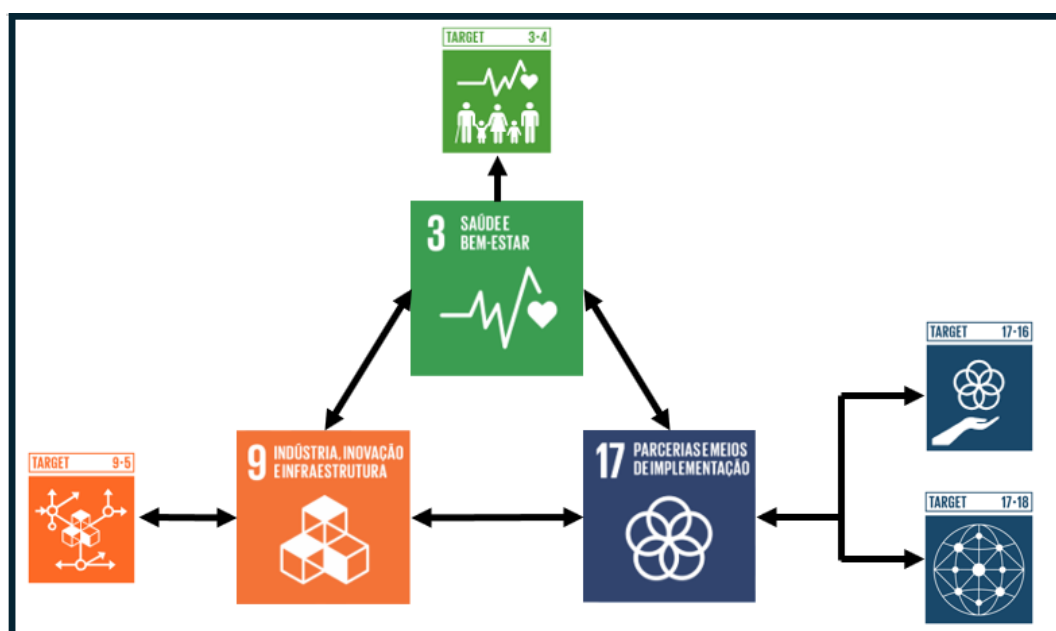 TARGET 3·4
3 SAÚDE E
BEM-ESTAR
TARGET 17·16
9 INDÚSTRIA, INOVAÇÃO
E INFRAESTRUTURA
17 PARCERIAS E MEIOS
DE IMPLEMENTAÇÃO
TARGET 9·5
TARGET 17·18